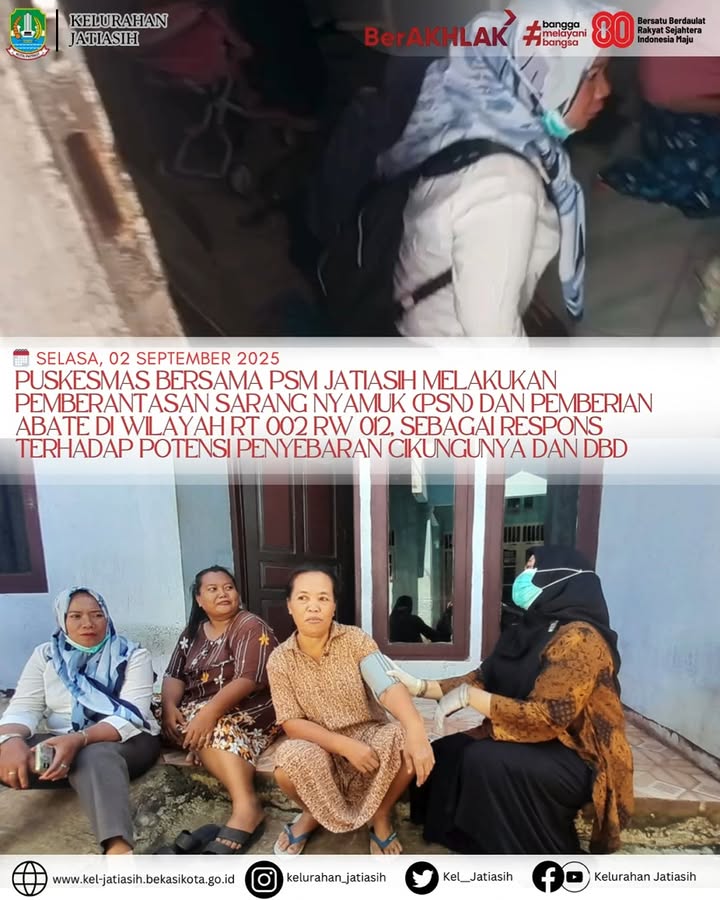 KELURAHAN
JATIASIH
BerAKHLAK
#bangga
melayani
bangsa
80
Bersatu Berdaulat
Rakyat Sejahtera
Indonesia Maju
SELASA, 02 SEPTEMBER 2025
PUSKESMAS BERSAMA PSM JATIASIH MELAKUKAN
PEMBERANTASAN SARANG NYAMUK (PSN) DAN PEMBERIAN
ABATE DI WILAYAH RT 002 RW 012, SEBAGAI RESPONS
TERHADAP POTENSI PENYEBARAN CIKUNGUNYA DAN DBD
www.kel-jatiasih.bekasikota.go.id
kelurahan_jatiasih
Kel__Jatiasih
Kelurahan Jatiasih